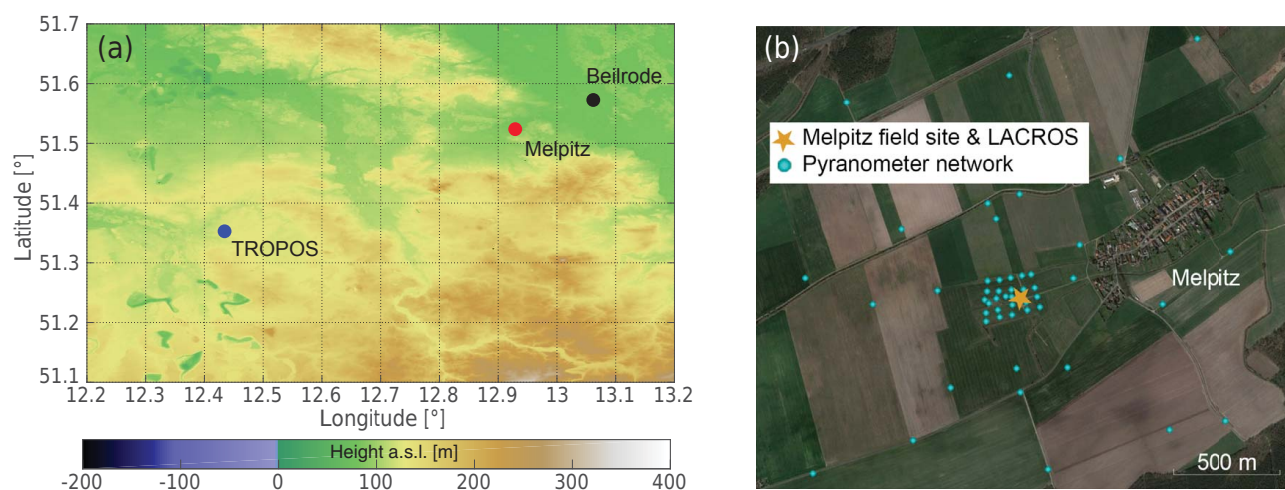 (a)
51.7
51.6
51.5
51.4
51.3
51.2
51.1
Latitude [°]
Beilrode
Melpitz
TROPOS
12.2 12.3 12.4 12.5 12.6 12.7 12.8 12.9 13 13.1 13.2
Longitude [°]
Height a.s.l. [m]
-200 -100 0 100 200 300 400
(b)
Melpitz field site & LACROS
Pyranometer network
Melpitz
500 m